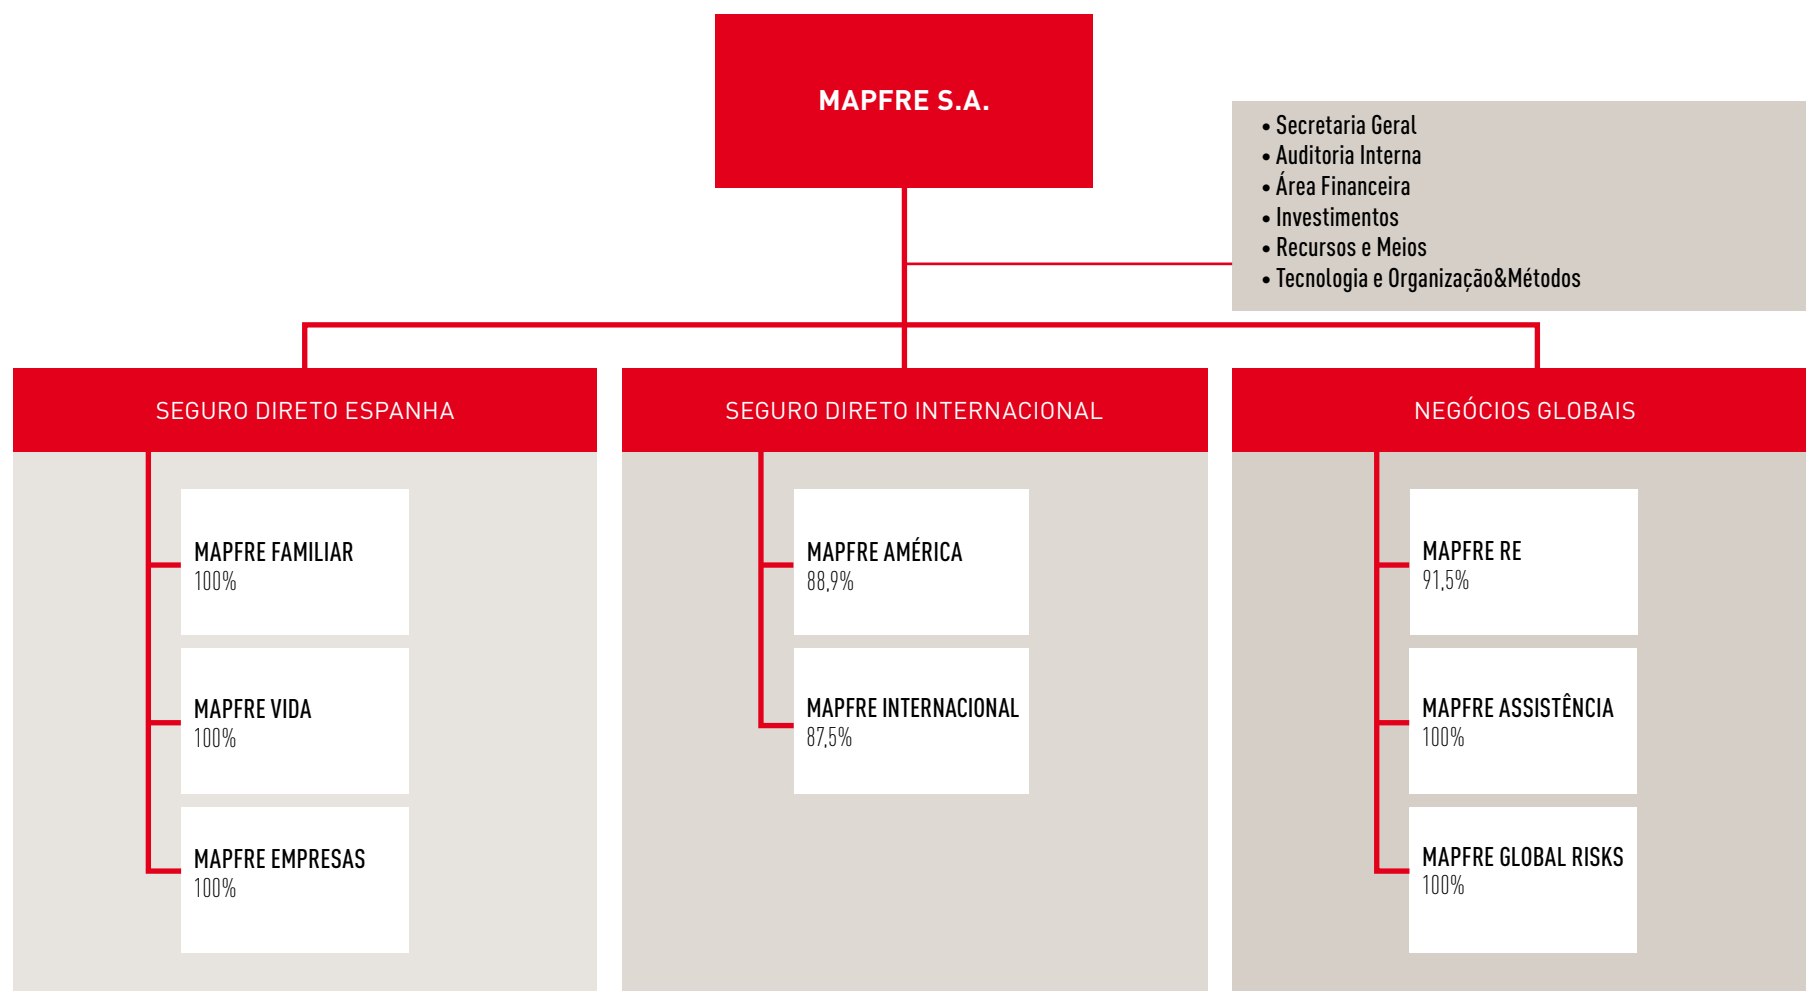 MAPFRE S.A.
• Secretaria Geral
• Auditoria Interna
• Área Financeira
• Investimentos
• Recursos e Meios
• Tecnologia e Organização&Métodos
SEGURO DIRETO ESPANHA
MAPFRE FAMILIAR
100%
MAPFRE VIDA
100%
MAPFRE EMPRESAS
100%
SEGURO DIRETO INTERNACIONAL
MAPFRE AMÉRICA
88,9%
MAPFRE INTERNACIONAL
87,5%
NEGÓCIOS GLOBAIS
MAPFRE RE
91,5%
MAPFRE ASSISTÊNCIA
100%
MAPFRE GLOBAL RISKS
100%